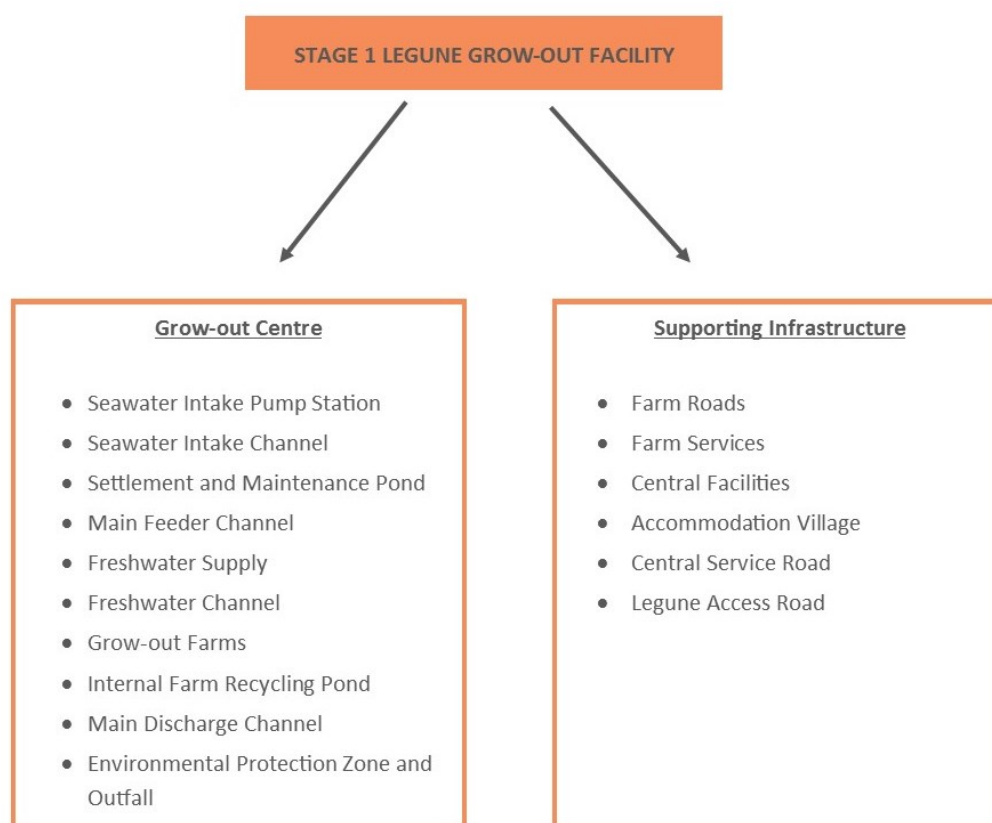 STAGE 1 LEGUNE GROW-OUT FACILITY
Grow-out Centre
• Seawater Intake Pump Station
• Seawater Intake Channel
• Settlement and Maintenance Pond
• Main Feeder Channel
• Freshwater Supply
• Freshwater Channel
• Grow-out Farms
• Internal Farm Recycling Pond
• Main Discharge Channel
• Environmental Protection Zone and
Outfall
Supporting Infrastructure
• Farm Roads
• Farm Services
• Central Facilities
• Accommodation Village
• Central Service Road
• Legune Access Road